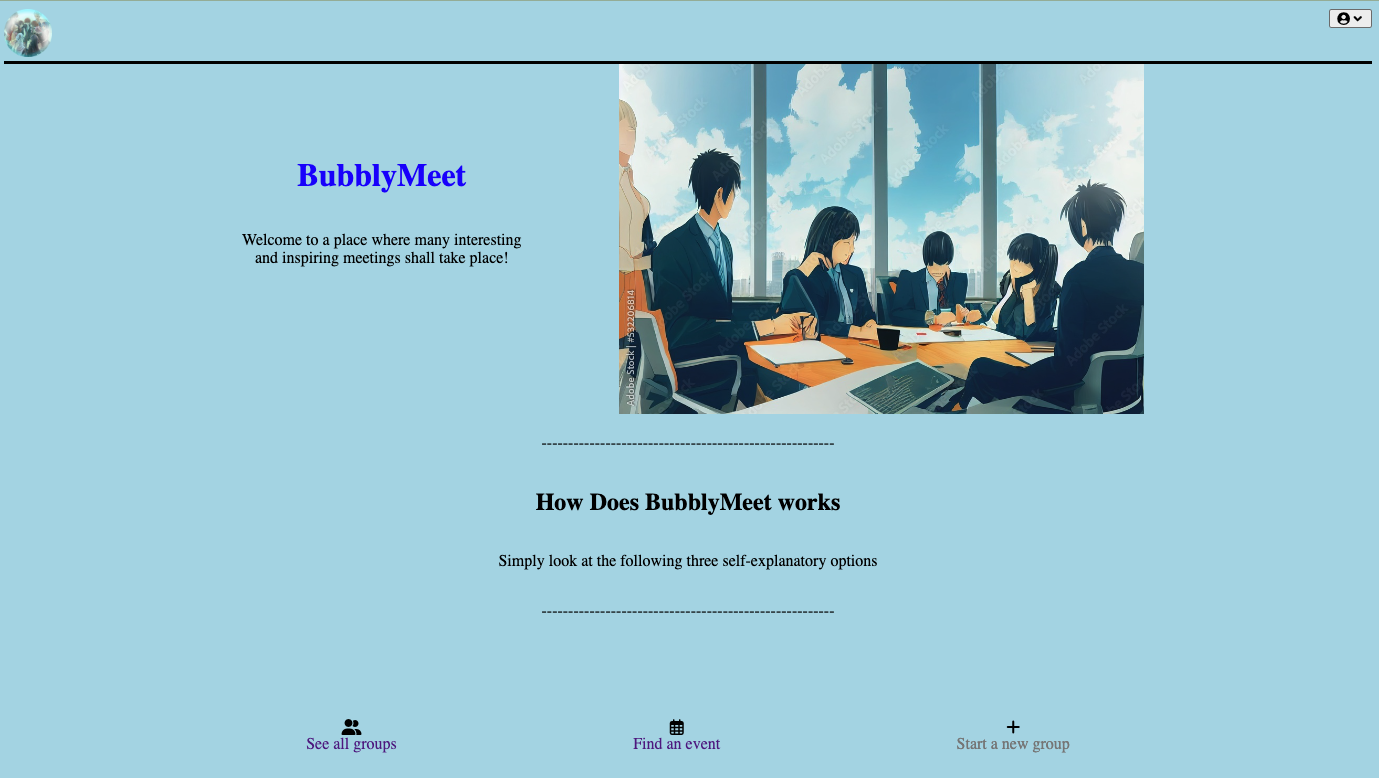 BubblyMeet
Welcome to a place where many interesting
and inspiring meetings shall take place!
Adobe Stock | #532206814
-------------------------------------------------------
How Does BubblyMeet works
Simply look at the following three self-explanatory options
-------------------------------------------------------
See all groups
Find an event
Start a new group